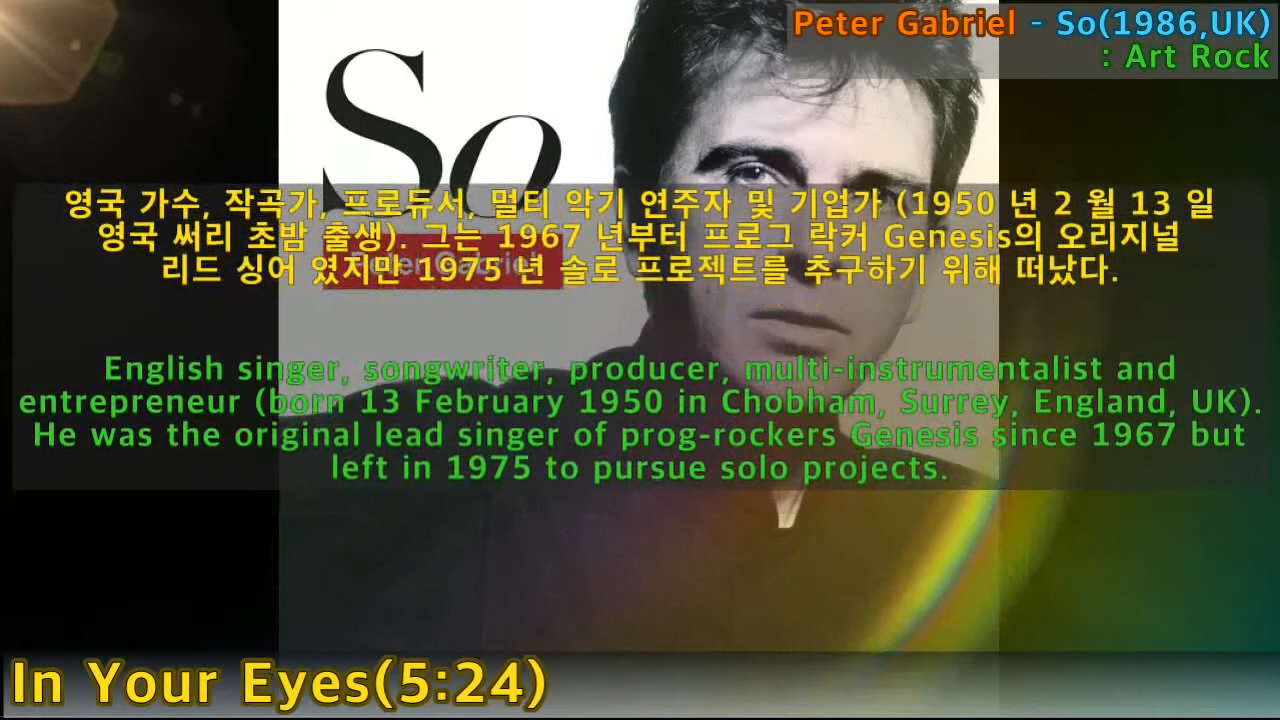 Peter Gabriel - So(1986,UK)
: Art Rock
So
영국 가수, 작곡가, 프로듀서, 멀티 악기 연주자 및 기업가 (1950 년 2 월 13 일
영국 써리 초밤 출생). 그는 1967 년부터 프로그 락커 Genesis의 오리지널
Peter Gabriel
리드 싱어 였지만 1975 년 솔로 프로젝트를 추구하기 위해 떠났다.
English singer, songwriter, producer, multi-instrumentalist and
entrepreneur (born 13 February 1950 in Chobham, Surrey, England, UK).
He was the original lead singer of prog-rockers Genesis since 1967 but
left in 1975 to pursue solo projects.
In Your Eyes(5:24)